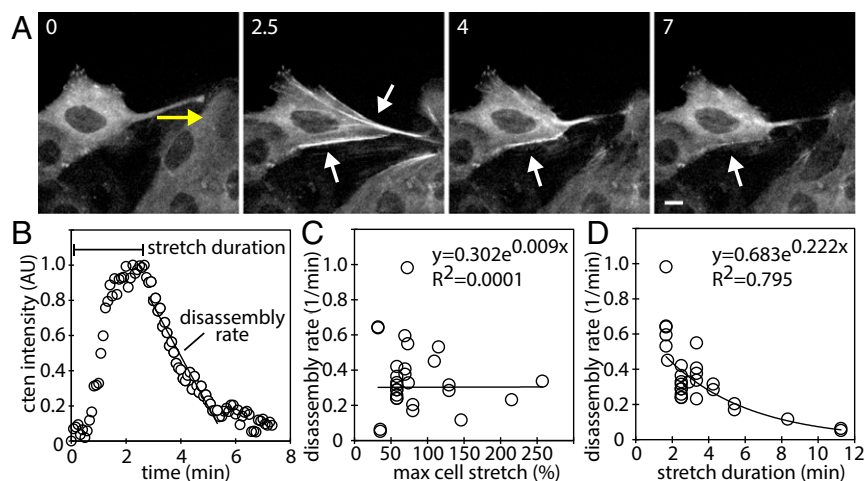 A
0
2.5
4
7
B
stretch duration
disassembly
rate
cten intensity (AU)
1.0
0.8
0.6
0.4
0.2
0
0
2
4
6
8
time (min)
C
y=0.302e^0.009x
R²=0.0001
disassembly rate (1/min)
1.0
0.8
0.6
0.4
0.2
0
0
50
100
150
200
250
300
max cell stretch (%)
D
y=0.683e^0.222x
R²=0.795
disassembly rate (1/min)
1.0
0.8
0.6
0.4
0.2
0
0
2
4
6
8
10
12
stretch duration (min)